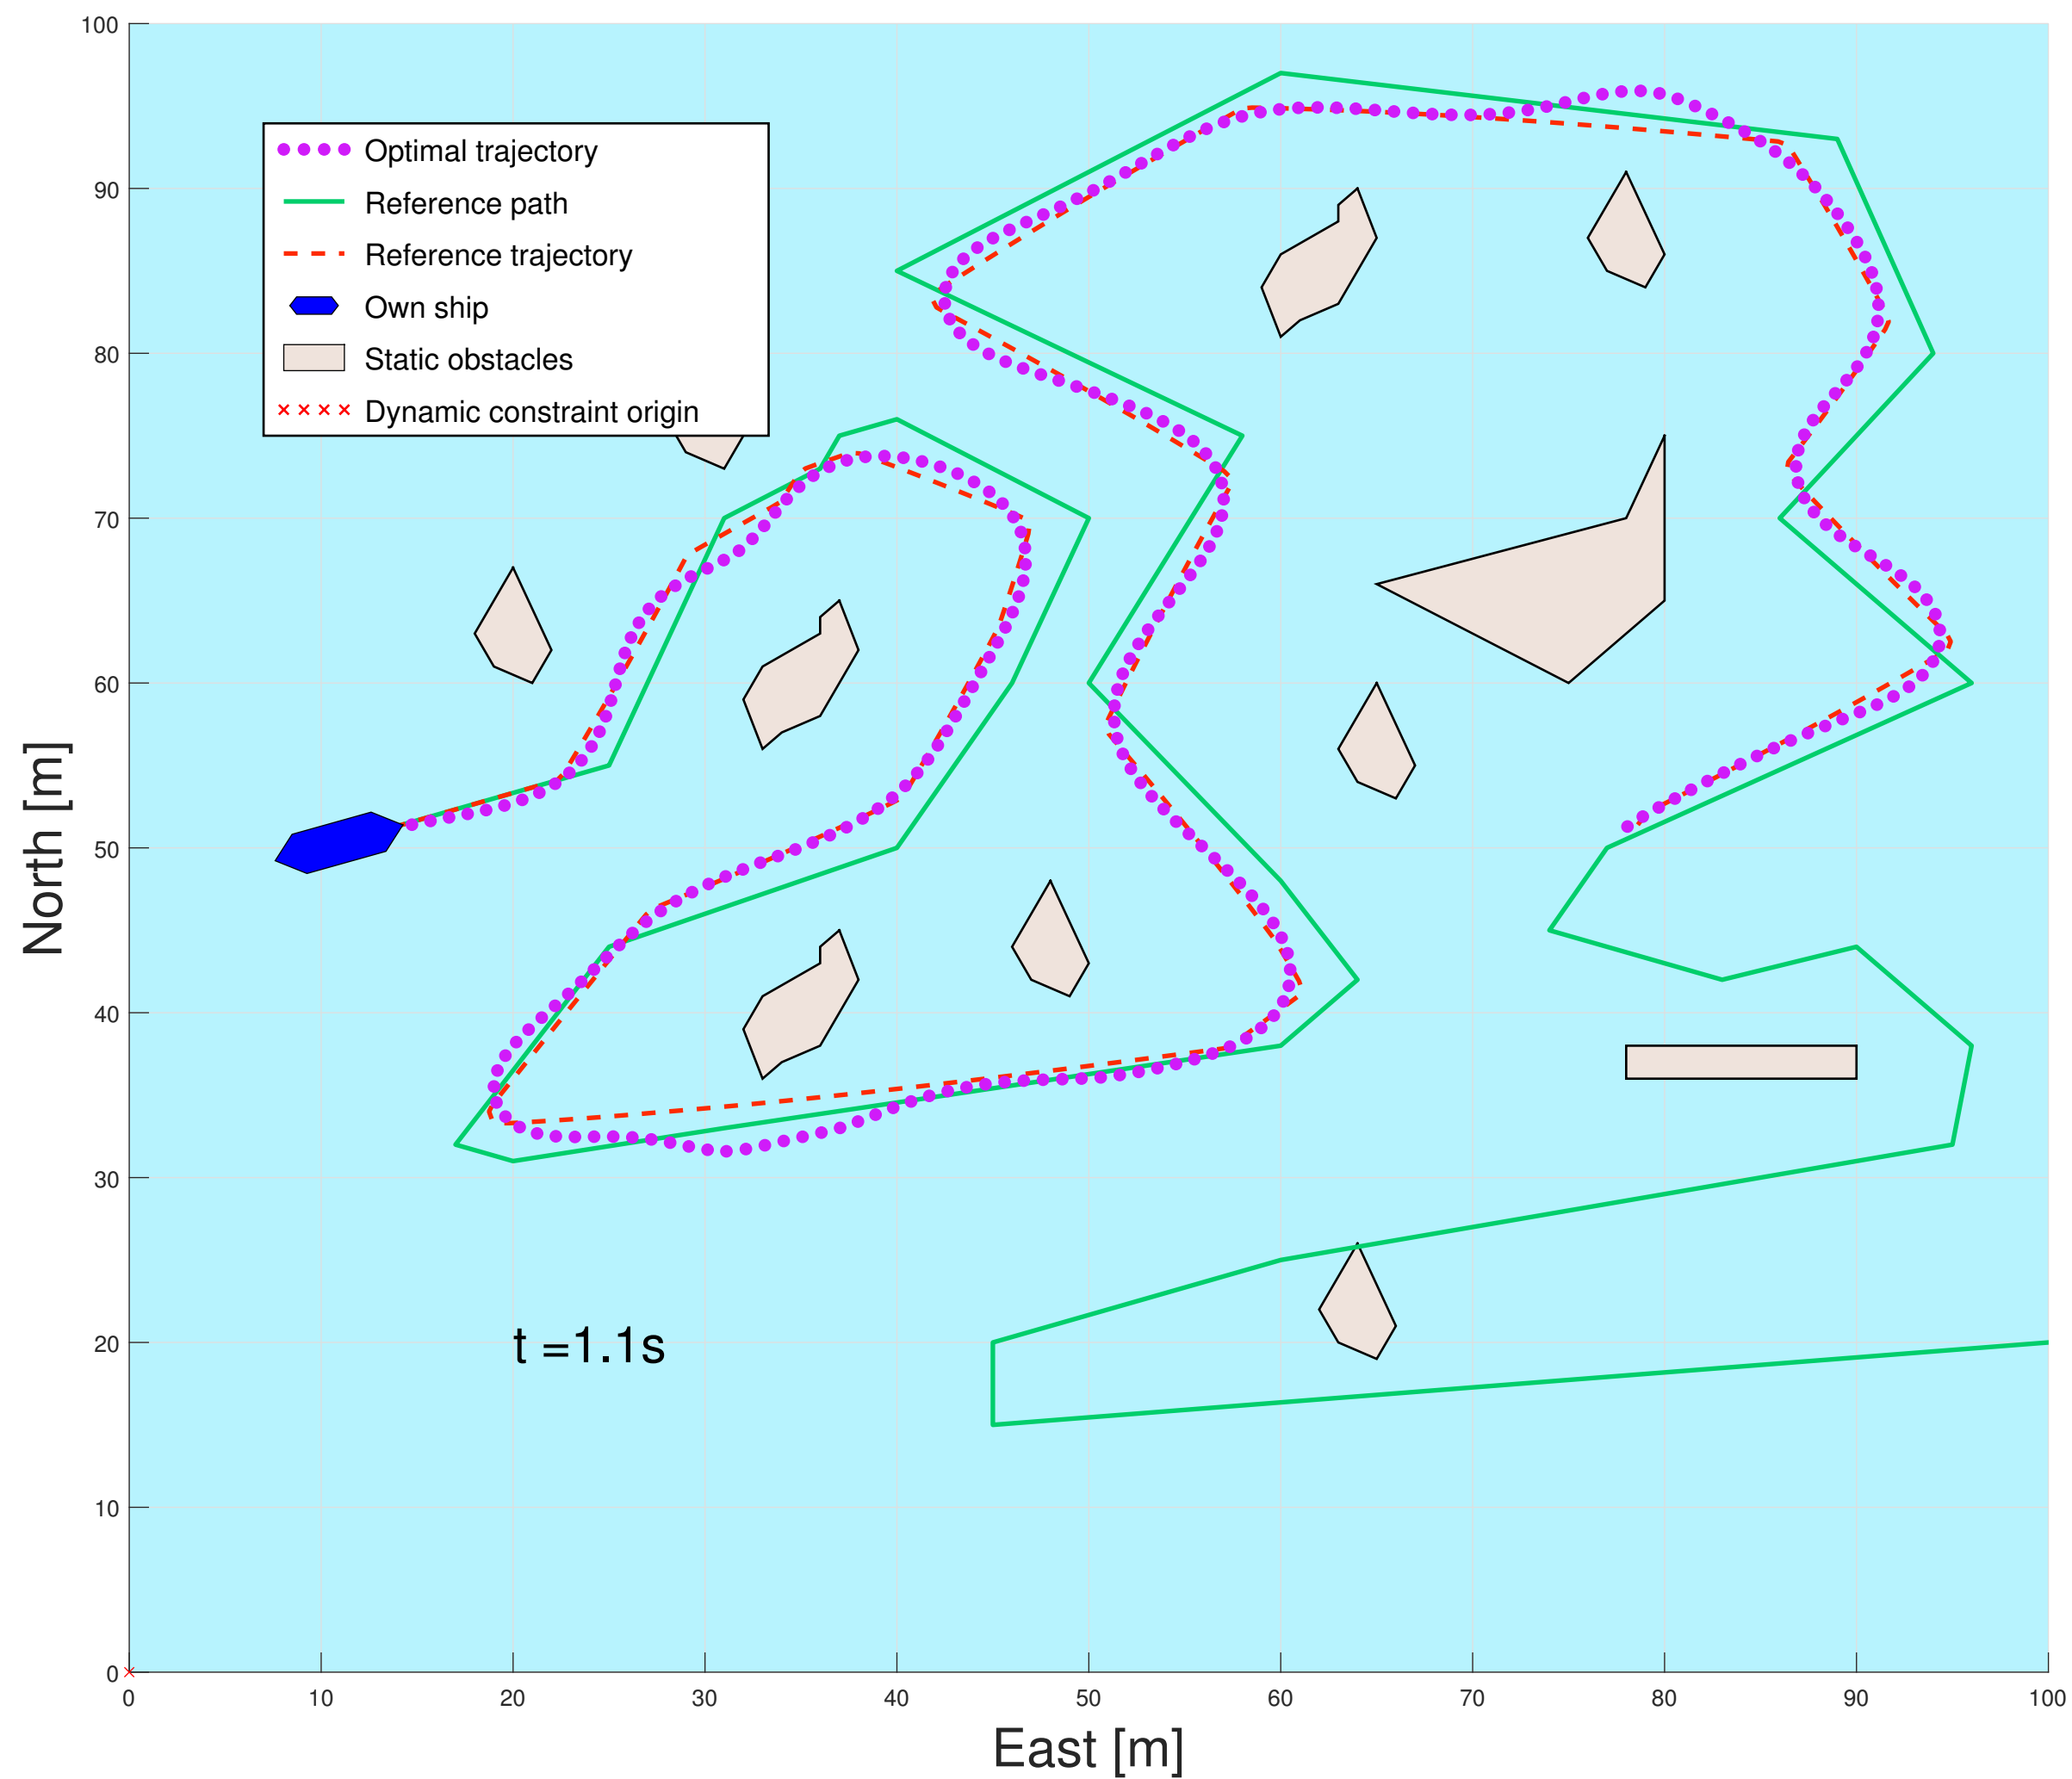 100
90
80
70
60
50
40
30
20
10
0
North [m]
Optimal trajectory
Reference path
Reference trajectory
Own ship
Static obstacles
Dynamic constraint origin
t =1.1s
0 10 20 30 40 50 60 70 80 90 100
East [m]